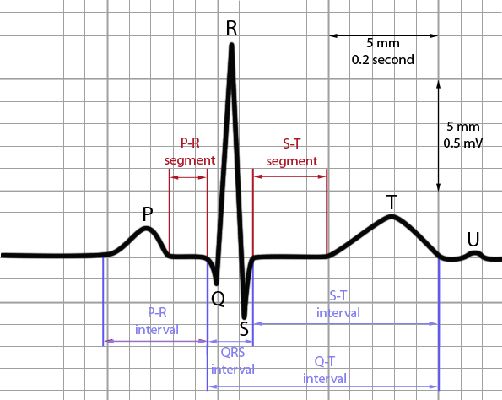 R
5 mm
0.2 second
5 mm
0.5 mV
P-R
segment
S-T
segment
P
T
U
Q
S
P-R
interval
QRS
interval
S-T
interval
Q-T
interval